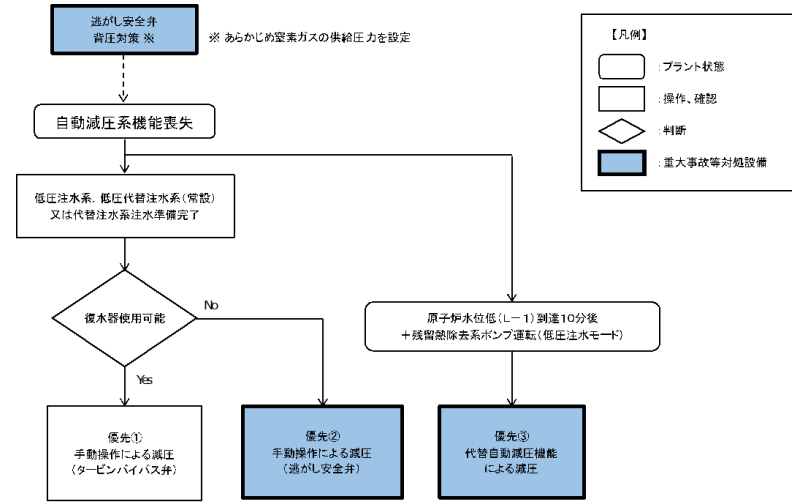 逃がし安全弁
背圧対策 ※
※ あらかじめ窒素ガスの供給圧力を設定
自動減圧系機能喪失
低圧注水系、低圧代替注水系(常設)
又は代替注水系注水準備完了
復水器使用可能
No
Yes
原子炉水位低(L-1)到達10分後
+残留熱除去系ポンプ運転(低圧注水モード)
優先①
手動操作による減圧
(タービンバイパス弁)
優先②
手動操作による減圧
(逃がし安全弁)
優先③
代替自動減圧機能
による減圧
【凡例】
:プラント状態
:操作、確認
:判断
:重大事故等対処設備